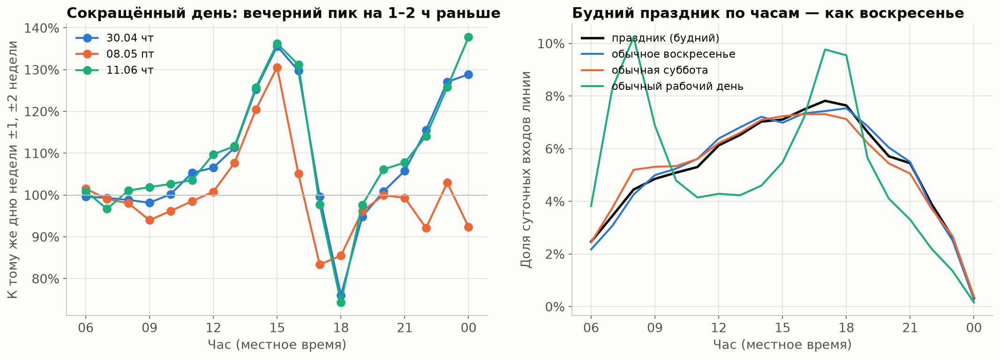 Сокращённый день: вечерний пик на 1–2 ч раньше
140%
130%
120%
110%
100%
90%
80%
К тому же дню недели ±1, ±2 недели
30.04 чт
08.05 пт
11.06 чт
06 09 12 15 18 21 00
Час (местное время)
Будний праздник по часам — как воскресенье
10%
8%
6%
4%
2%
0%
Доля суточных входов линии
праздник (будний)
обычное воскресенье
обычная суббота
обычный рабочий день
06 09 12 15 18 21 00
Час (местное время)